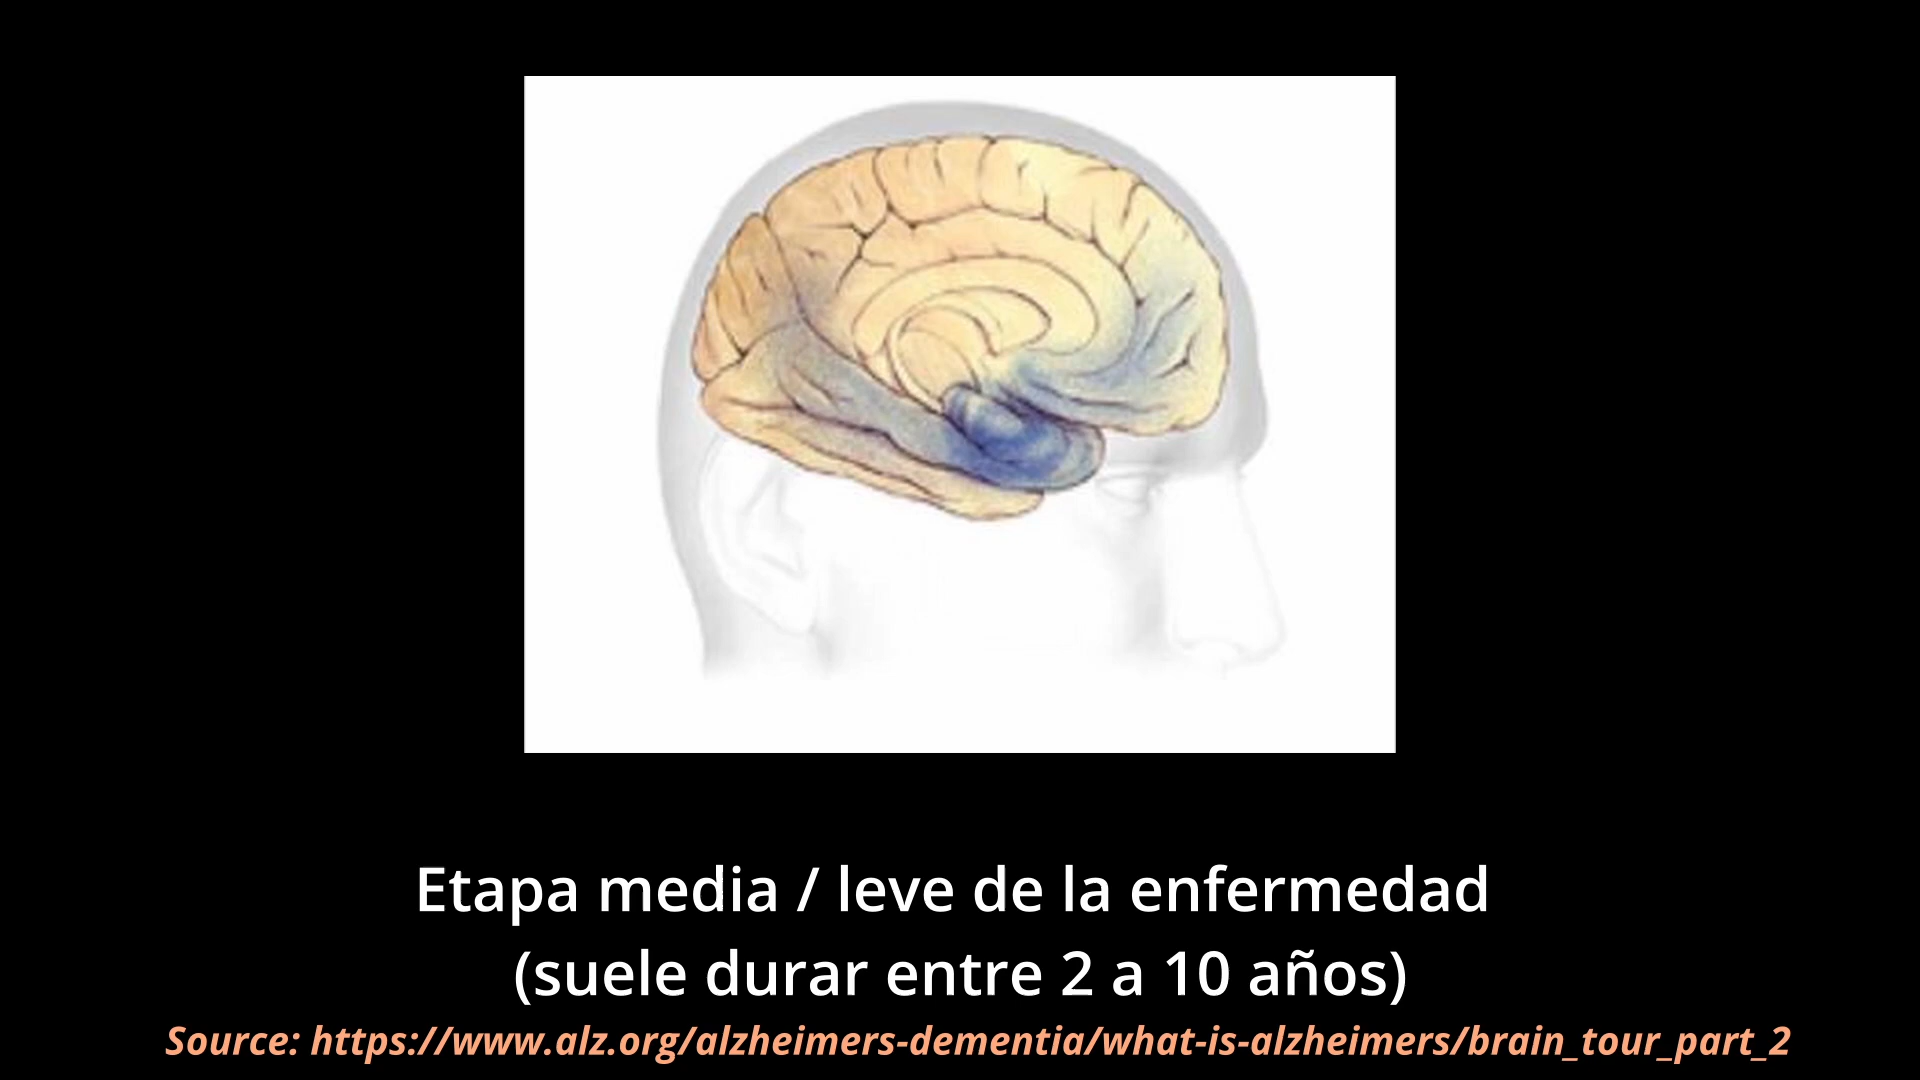 Etapa media / leve de la enfermedad
(suele durar entre 2 a 10 años)
Source: https://www.alz.org/alzheimers-dementia/what-is-alzheimers/brain_tour_part_2